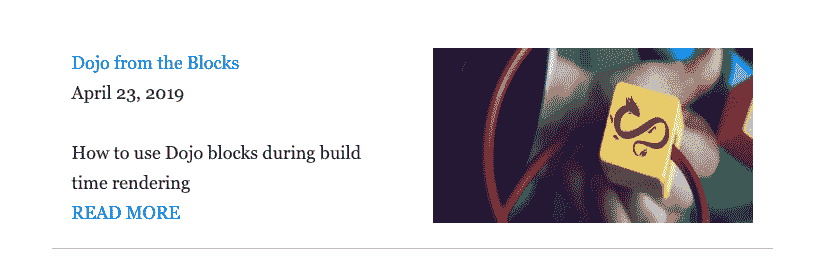 Dojo from the Blocks
April 23, 2019
How to use Dojo blocks during build
time rendering
READ MORE